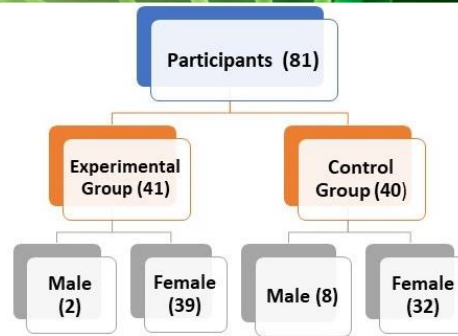 Participants (81)
Experimental
Group (41)
Control
Group (40)
Male
(2)
Female
(39)
Male (8)
Female
(32)